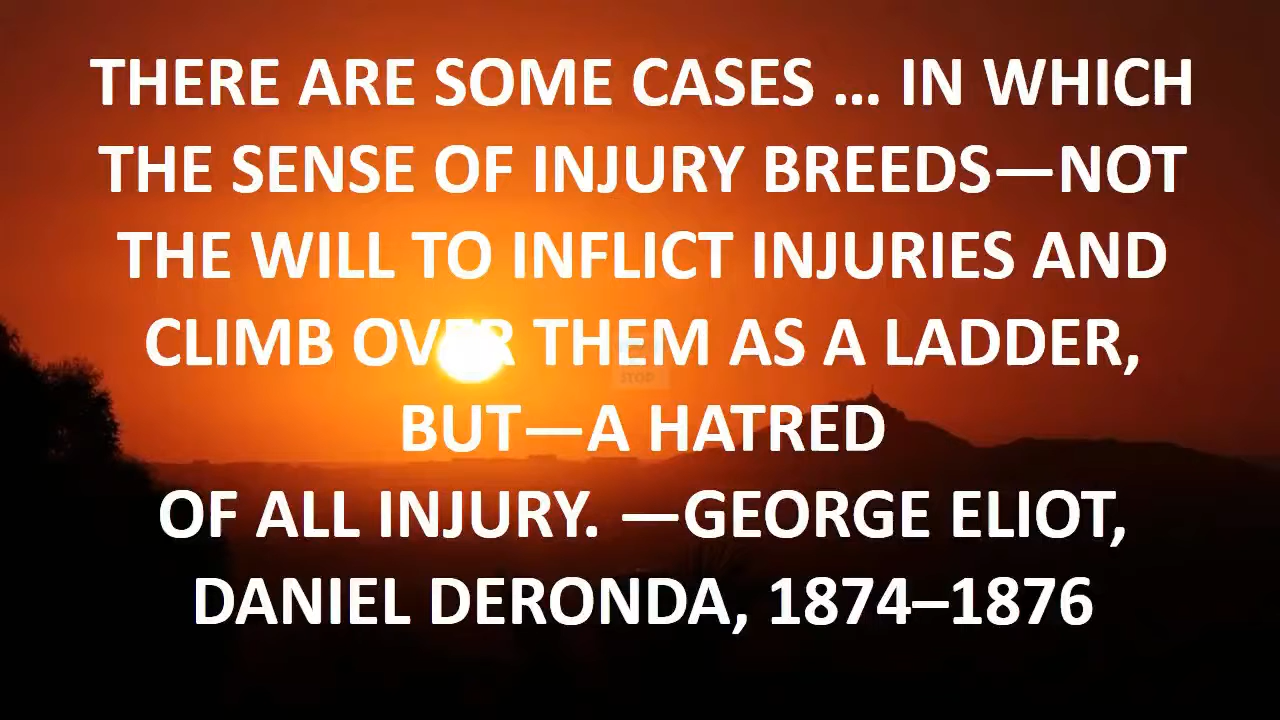 THERE ARE SOME CASES … IN WHICH
THE SENSE OF INJURY BREEDS—NOT
THE WILL TO INFLICT INJURIES AND
CLIMB OVER THEM AS A LADDER,
STOP
BUT—A HATRED
OF ALL INJURY. —GEORGE ELIOT,
DANIEL DERONDA, 1874–1876